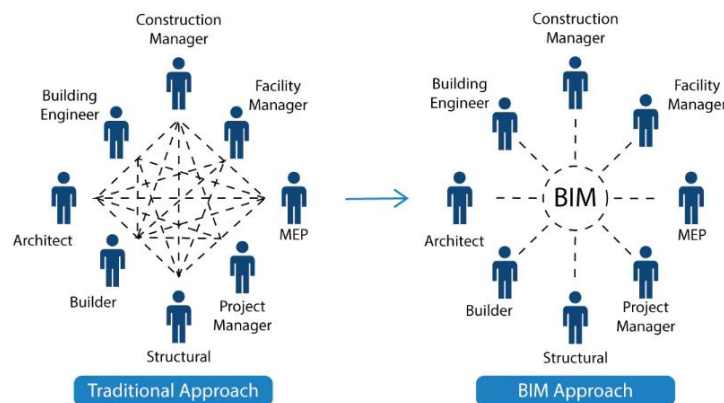 Construction
Manager
Building
Engineer
Facility
Manager
Architect
MEP
Builder
Project
Manager
Structural
Traditional Approach
Construction
Manager
Building
Engineer
Facility
Manager
BIM
Architect
MEP
Builder
Project
Manager
Structural
BIM Approach